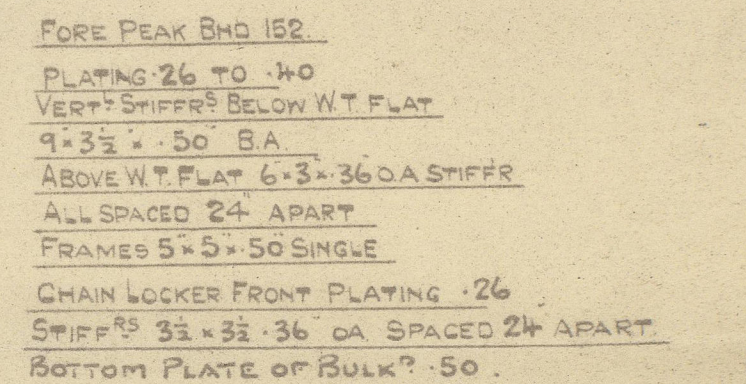 FORE PEAK BHD 152.
PLATING ·26 TO ·40
VERTL STIFFRS BELOW W.T. FLAT
9" × 3½" × ·50" B.A.
ABOVE W.T. FLAT 6" × 3" × ·36 O.A STIFF'R
ALL SPACED 24" APART
FRAMES 5" × 5" × ·50" SINGLE
CHAIN LOCKER FRONT PLATING ·26
STIFFRS 3½ × 3½ ·36 OA SPACED 24 APART.
BOTTOM PLATE OF BULKD ·50.